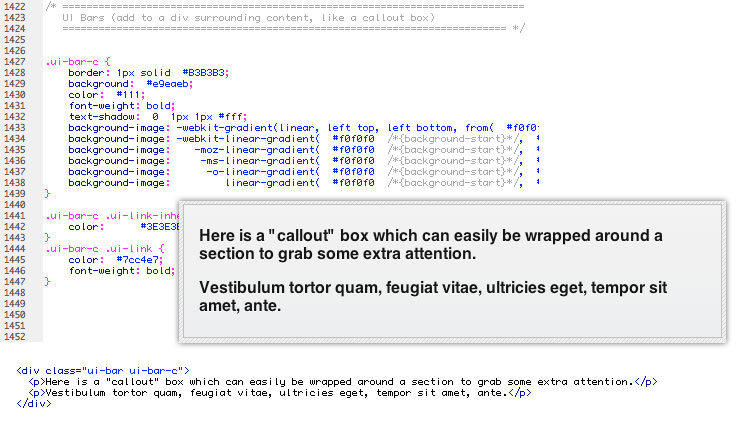 1422 /* =============================================================
1423 UI Bars (add to a div surrounding content, like a callout box)
1424 ============================================================= */
1425
1426
1427 .ui-bar-c {
1428 border: 1px solid #B3B3B3;
1429 background: #e9eaeb;
1430 color: #111;
1431 font-weight: bold;
1432 text-shadow: 0 1px 1px #fff;
1433 background-image: -webkit-gradient(linear, left top, left bottom, from( #f0f0
1434 background-image: -webkit-linear-gradient( #f0f0f0 /*{background-start}*/,
1435 background-image: -moz-linear-gradient( #f0f0f0 /*{background-start}*/,
1436 background-image: -ms-linear-gradient( #f0f0f0 /*{background-start}*/,
1437 background-image: -o-linear-gradient( #f0f0f0 /*{background-start}*/,
1438 background-image: linear-gradient( #f0f0f0 /*{background-start}*/,
1439 }
1440
1441 .ui-bar-c .ui-link-inhe
1442 color: #3E3E3
1443 }
1444 .ui-bar-c .ui-link {
1445 color: #7cc4e7;
1446 font-weight: bold;
1447 }
1448
1449
1450
1451
1452
Here is a "callout" box which can easily be wrapped around a
section to grab some extra attention.
Vestibulum tortor quam, feugiat vitae, ultricies eget, tempor sit
amet, ante.
<div class="ui-bar ui-bar-c">
<p>Here is a "callout" box which can easily be wrapped around a section to grab some extra attention.</p>
<p>Vestibulum tortor quam, feugiat vitae, ultricies eget, tempor sit amet, ante.</p>
</div>